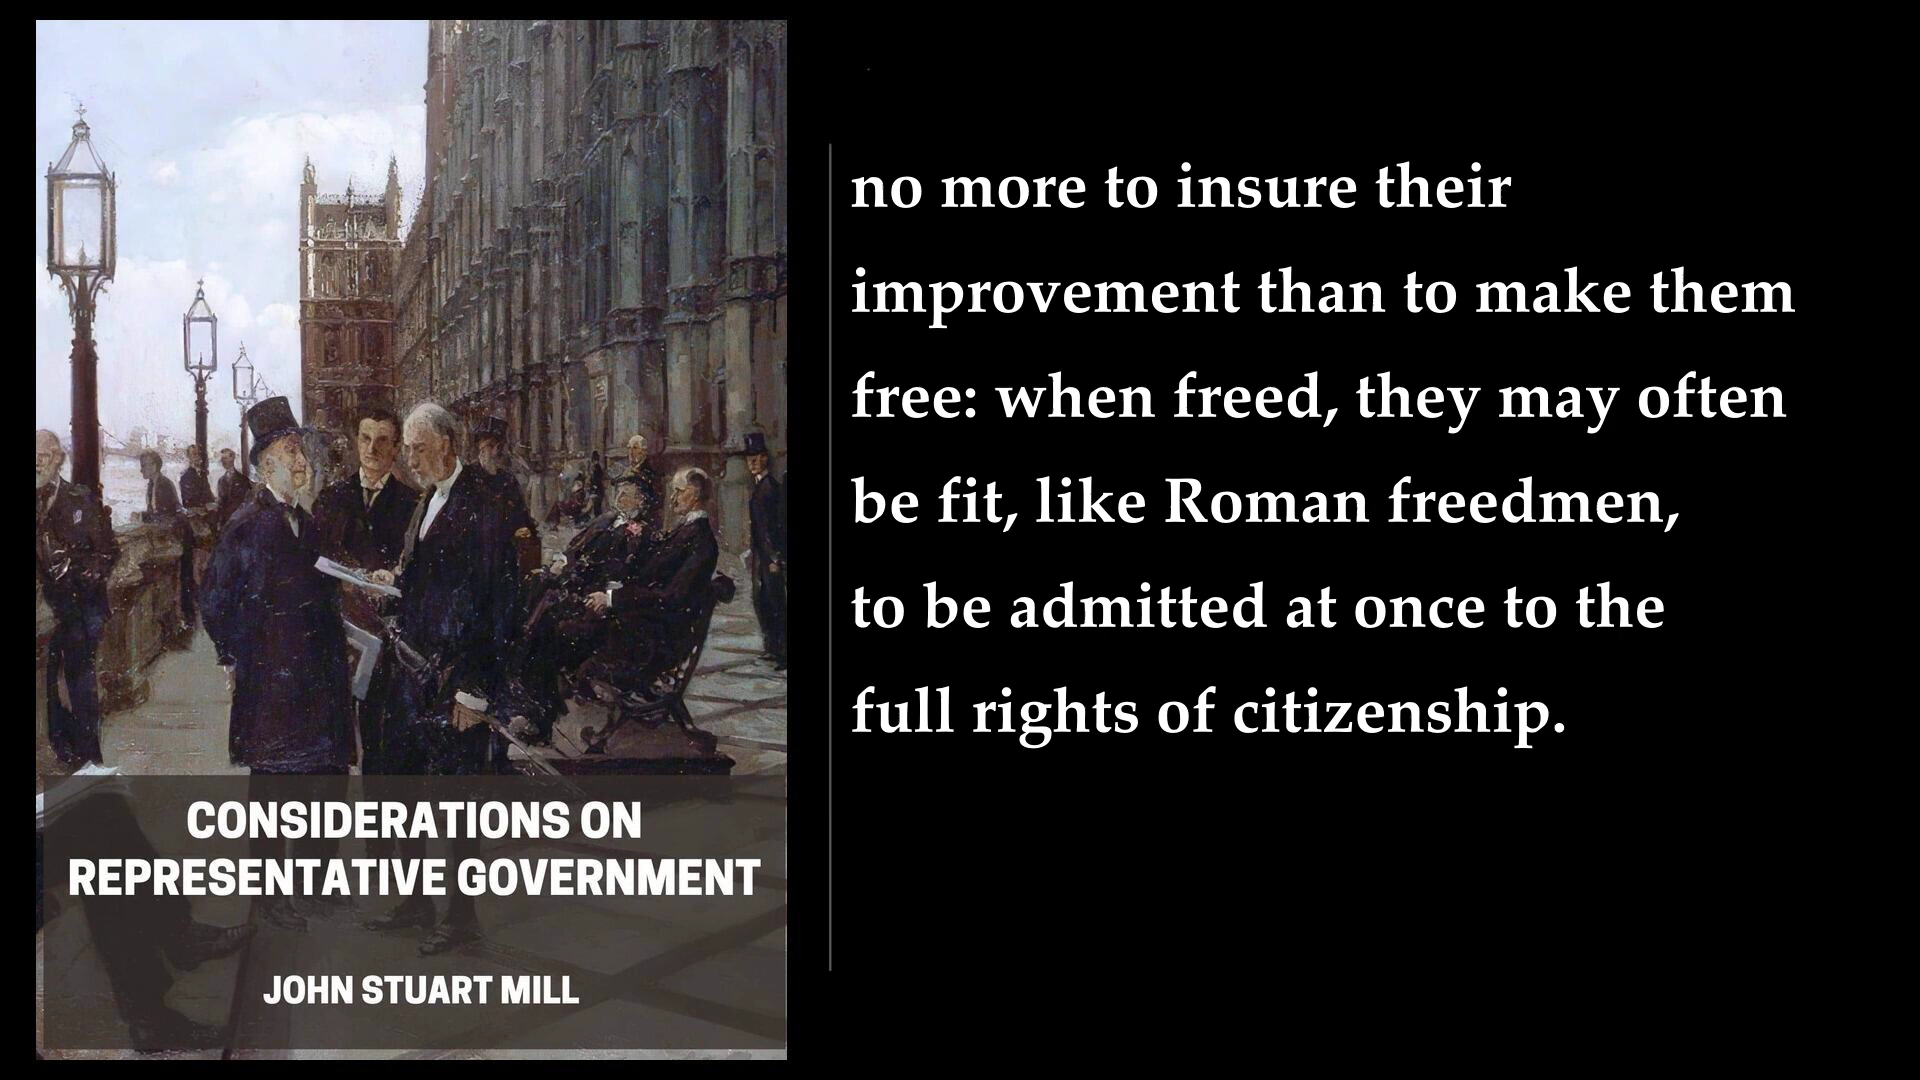 no more to insure their
improvement than to make them
free: when freed, they may often
be fit, like Roman freedmen,
to be admitted at once to the
full rights of citizenship.
CONSIDERATIONS ON
REPRESENTATIVE GOVERNMENT
JOHN STUART MILL